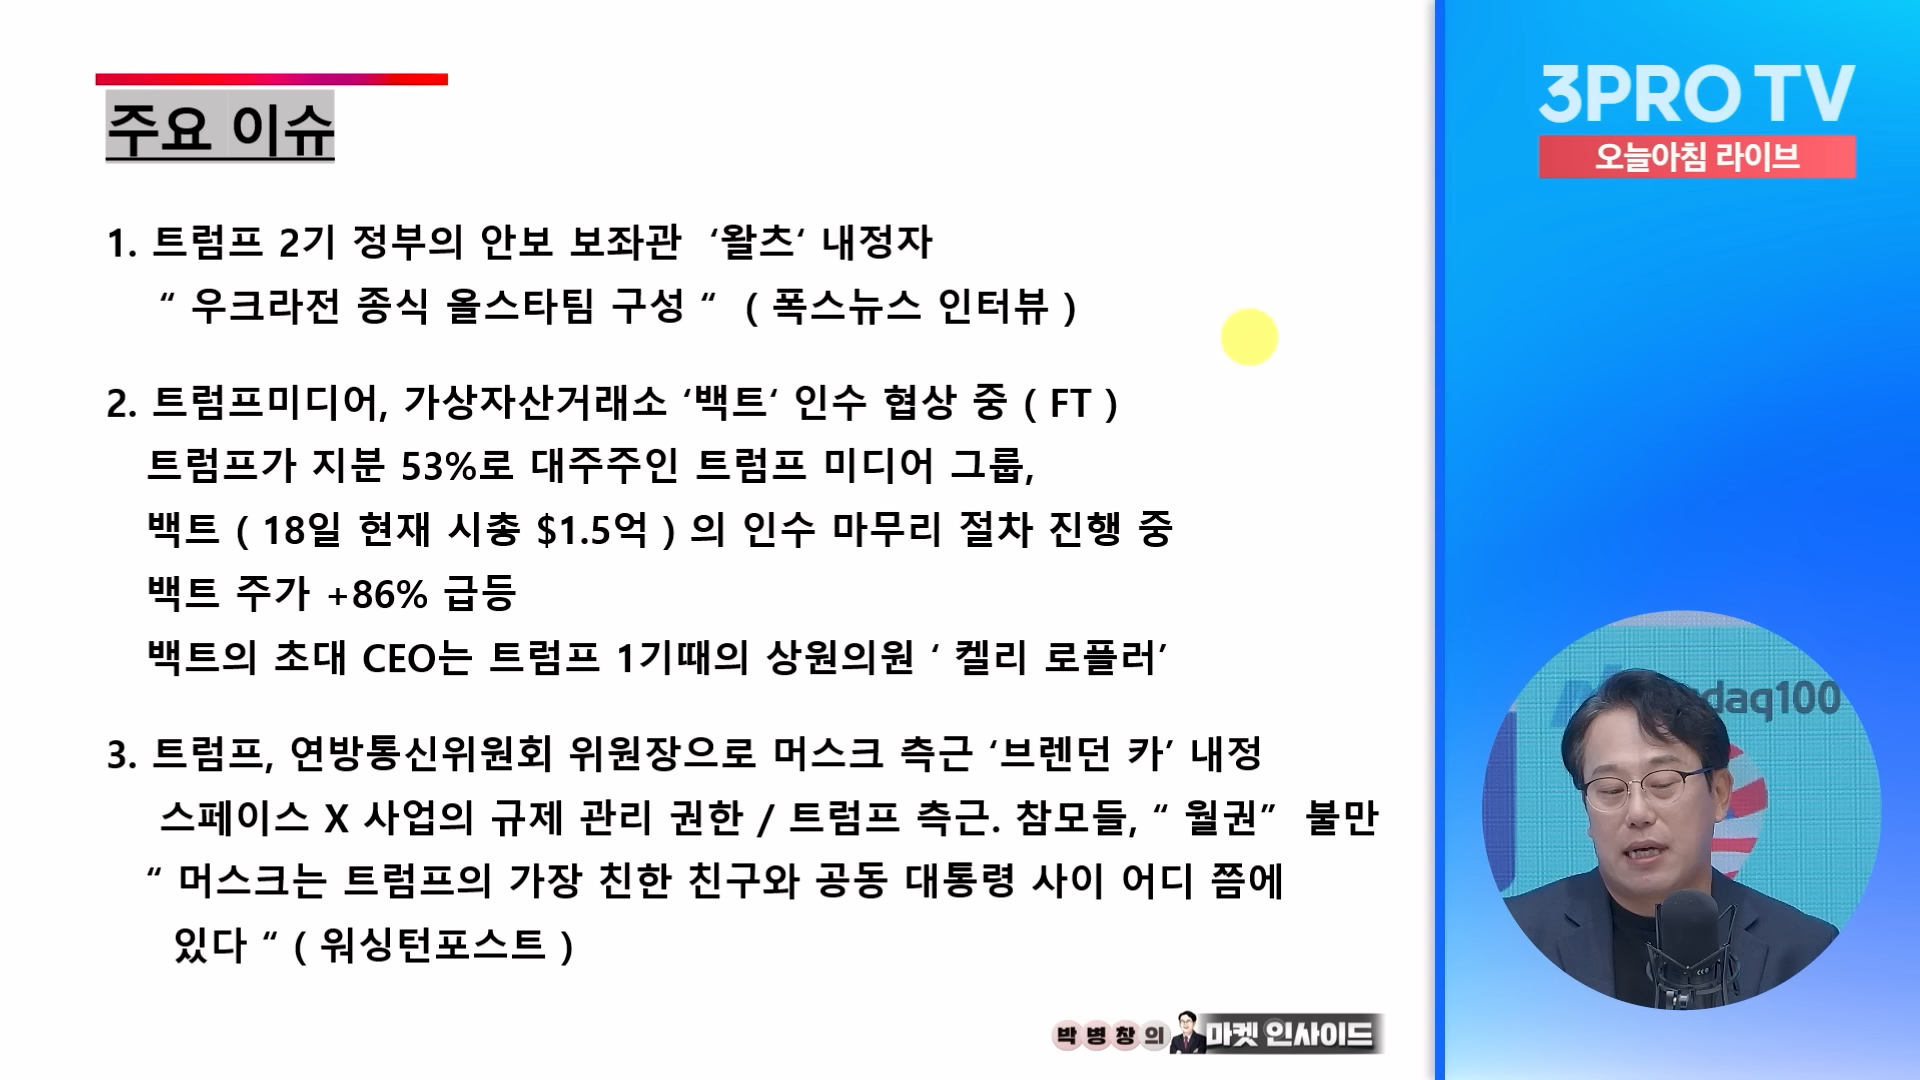 주요 이슈
1. 트럼프 2기 정부의 안보 보좌관 ‘왈츠‘ 내정자
“ 우크라전 종식 올스타팀 구성 “ ( 폭스뉴스 인터뷰 )
2. 트럼프미디어, 가상자산거래소 ‘백트‘ 인수 협상 중 ( FT )
트럼프가 지분 53%로 대주주인 트럼프 미디어 그룹,
백트 ( 18일 현재 시총 $1.5억 ) 의 인수 마무리 절차 진행 중
백트 주가 +86% 급등
백트의 초대 CEO는 트럼프 1기때의 상원의원 ‘ 켈리 로플러’
3. 트럼프, 연방통신위원회 위원장으로 머스크 측근 ‘브렌던 카’ 내정
스페이스 X 사업의 규제 관리 권한 / 트럼프 측근. 참모들, “ 월권” 불만
“ 머스크는 트럼프의 가장 친한 친구와 공동 대통령 사이 어디 쯤에
있다 “ ( 워싱턴포스트 )
박병창의 마켓 인사이드
3PRO TV
오늘아침 라이브
daq100